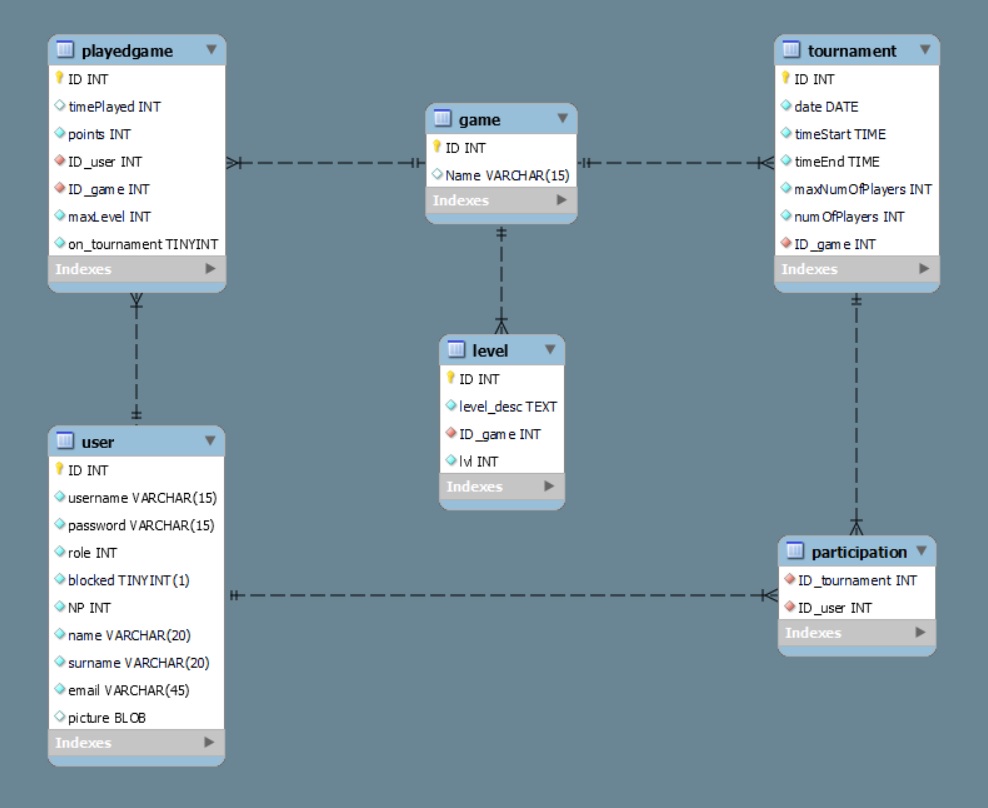 playedgame
ID INT
timePlayed INT
points INT
ID_user INT
ID_game INT
maxLevel INT
on_tournament TINYINT
Indexes
game
ID INT
Name VARCHAR(15)
Indexes
tournament
ID INT
date DATE
timeStart TIME
timeEnd TIME
maxNumOfPlayers INT
numOfPlayers INT
ID_game INT
Indexes
level
ID INT
level_desc TEXT
ID_game INT
lvl INT
Indexes
user
ID INT
username VARCHAR(15)
password VARCHAR(15)
role INT
blocked TINYINT(1)
NP INT
name VARCHAR(20)
surname VARCHAR(20)
email VARCHAR(45)
picture BLOB
Indexes
participation
ID_tournament INT
ID_user INT
Indexes